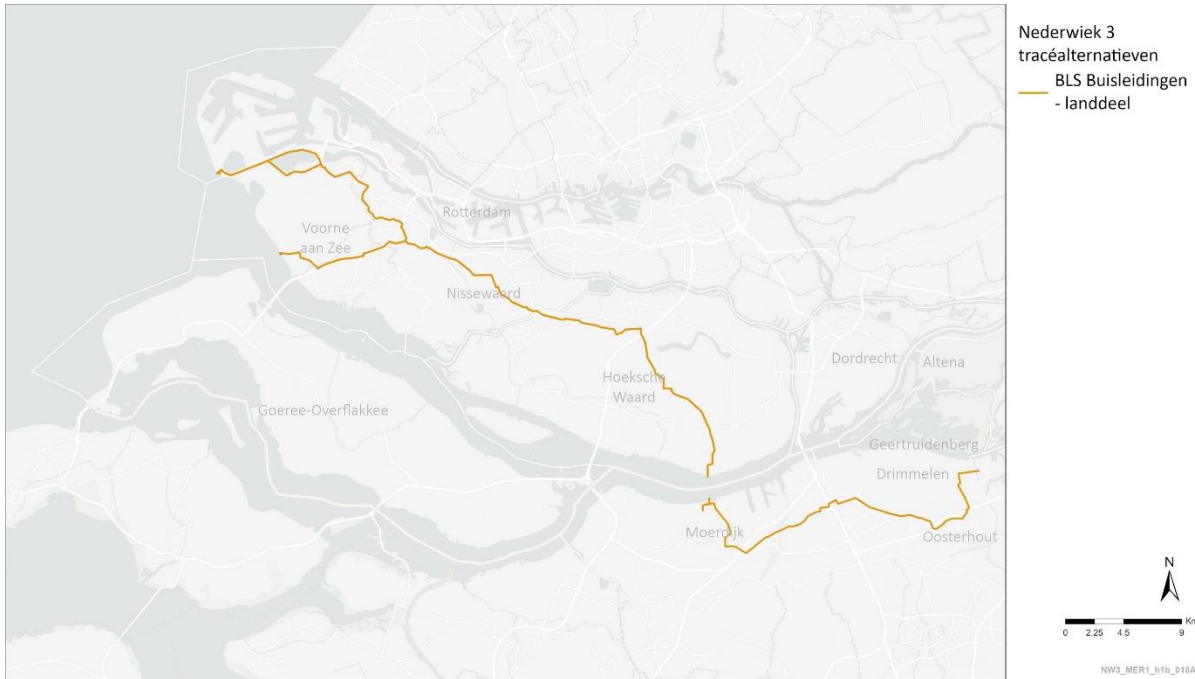 Nederwiek 3
tracéalternatieven
BLS Buisleidingen
- landdeel
Rotterdam
Voorne
aan Zee
Nissewaard
Dordrecht
Altena
Hoeksche
Waard
Goeree-Overflakkee
Geertruidenberg
Drimmelen
Moerdijk
Oosterhout
N
Km
0 2.25 4.5 9
NW3_MER1_h1b_018A